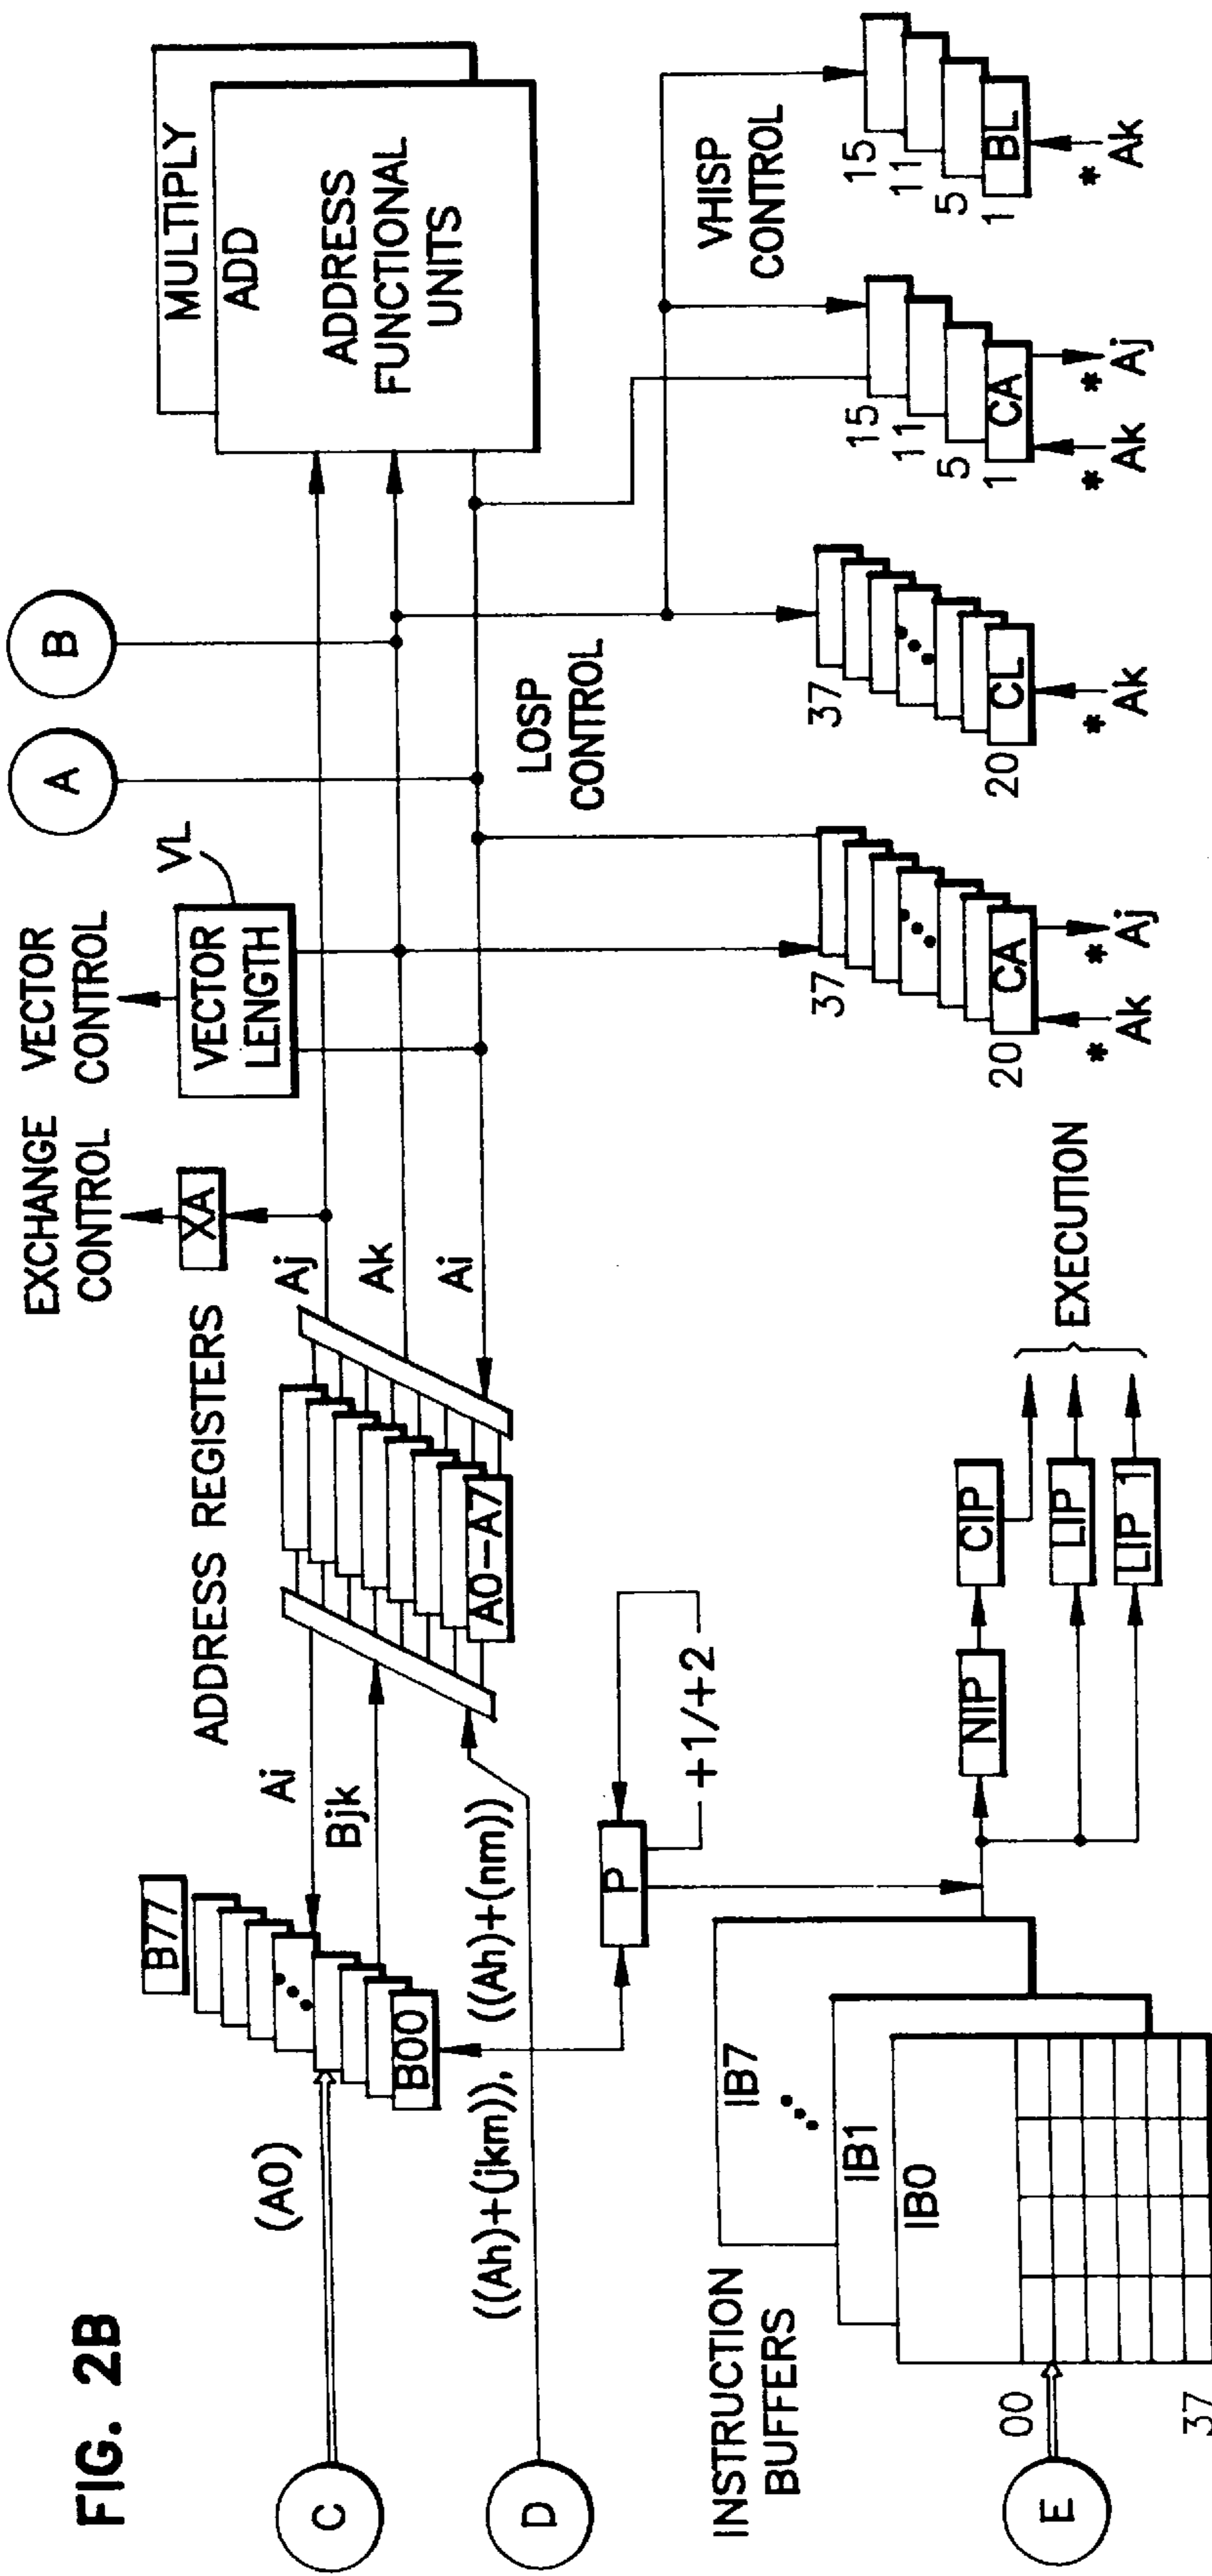 FIG. 2B
EXCHANGE
CONTROL
VECTOR
CONTROL
A
B
XA
VECTOR
LENGTH
VL
MULTIPLY
ADD
ADDRESS
FUNCTIONAL
UNITS
ADDRESS REGISTERS
B77
B00
Ai
Bjk
Aj
Ak
Ai
A0-A7
C
(A0)
D
((Ah)+(jkm)), ((Ah)+(nm))
P
+1/+2
LOSP
CONTROL
VHISP
CONTROL
37
20
CA
* Ak
* Aj
37
20
CL
* Ak
15
11
5
1
CA
* Ak
* Aj
15
11
5
1
BL
* Ak
INSTRUCTION
BUFFERS
IB7
IB1
IB0
00
37
E
NIP
CIP
LIP
LIP 1
EXECUTION